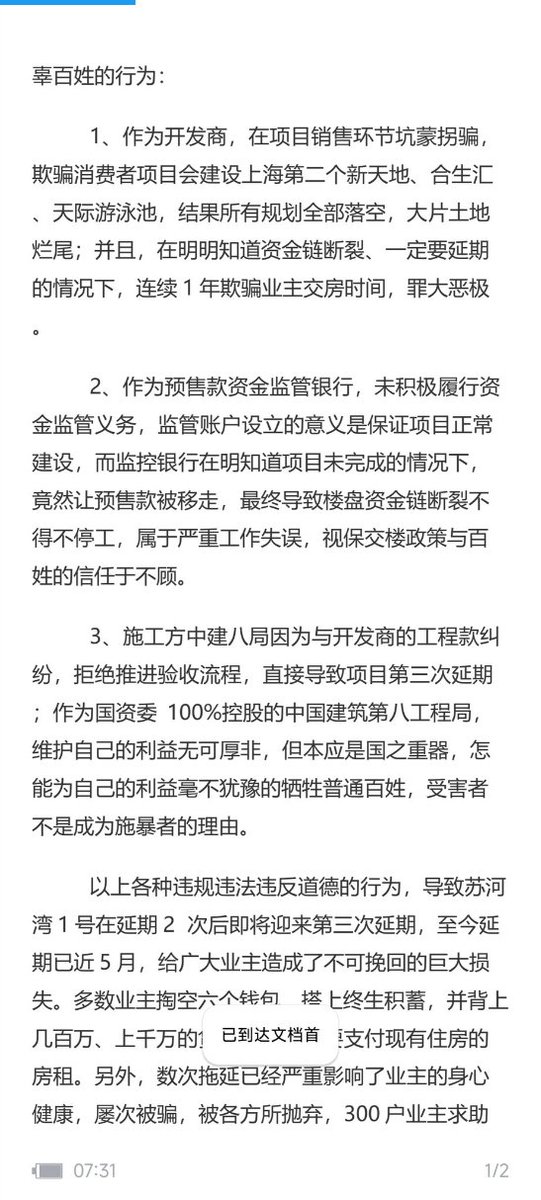 辜百姓的行为：
1、作为开发商，在项目销售环节坑蒙拐骗，
欺骗消费者项目会建设上海第二个新天地、合生汇
、天际游泳池，结果所有规划全部落空，大片土地
烂尾；并且，在明明知道资金链断裂、一定要延期
的情况下，连续 1 年欺骗业主交房时间，罪大恶极
。
2、作为预售款资金监管银行，未积极履行资
金监管义务，监管账户设立的意义是保证项目正常
建设，而监控银行在明知道项目未完成的情况下，
竟然让预售款被移走，最终导致楼盘资金链断裂不
得不停工，属于严重工作失误，视保交楼政策与百
姓的信任于不顾。
3、施工方中建八局因为与开发商的工程款纠
纷，拒绝推进验收流程，直接导致项目第三次延期
；作为国资委 100%控股的中国建筑第八工程局，
维护自己的利益无可厚非，但本应是国之重器，怎
能为自己的利益毫不犹豫的牺牲普通百姓，受害者
不是成为施暴者的理由。
以上各种违规违法违反道德的行为，导致苏河
湾 1 号在延期 2 次后即将迎来第三次延期，至今延
期已近 5 月，给广大业主造成了不可挽回的巨大损
失。多数业主掏空六个钱包、搭上终生积蓄，并背上
几百万、上千万的 支付现有住房的
已到达文档首
房租。另外，数次拖延已经严重影响了业主的身心
健康，屡次被骗，被各方所抛弃，300 户业主求助
07:31
1/2